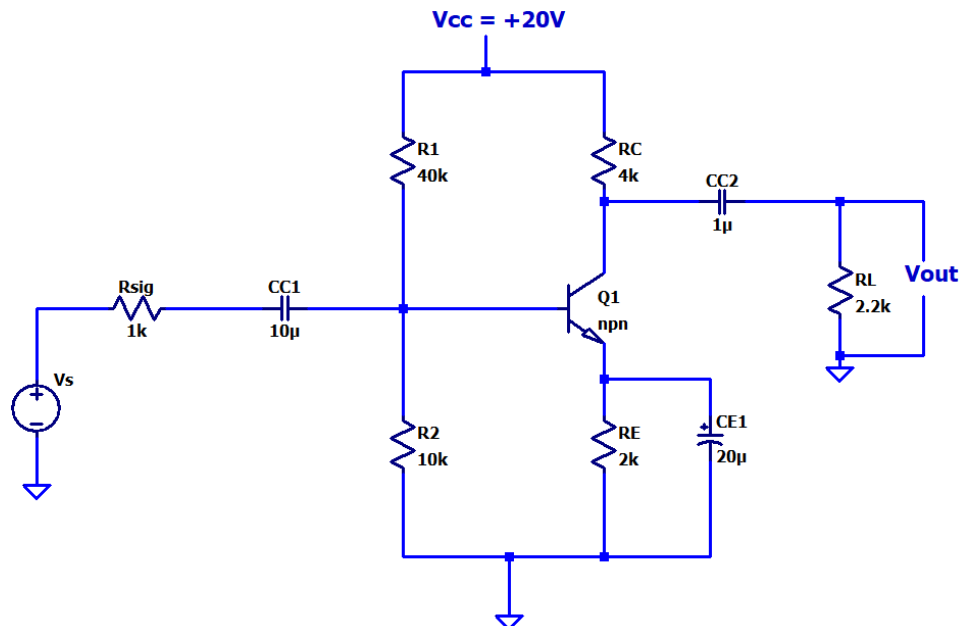 Vcc = +20V
R1
40k
RC
4k
CC2
1µ
Rsig
1k
CC1
10µ
Q1
npn
RL
2.2k
Vout
Vs
R2
10k
RE
2k
CE1
20µ